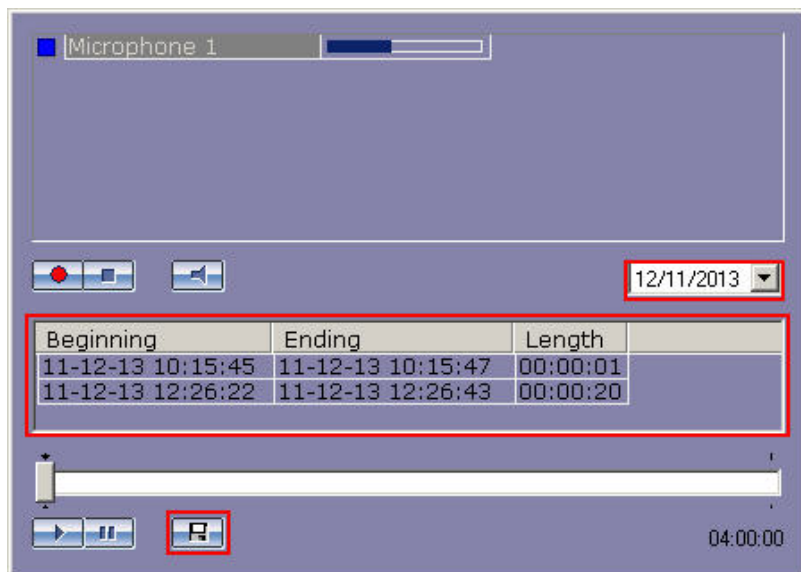 Microphone 1
12/11/2013
Beginning Ending Length
11-12-13 10:15:45 11-12-13 10:15:47 00:00:01
11-12-13 12:26:22 11-12-13 12:26:43 00:00:20
04:00:00